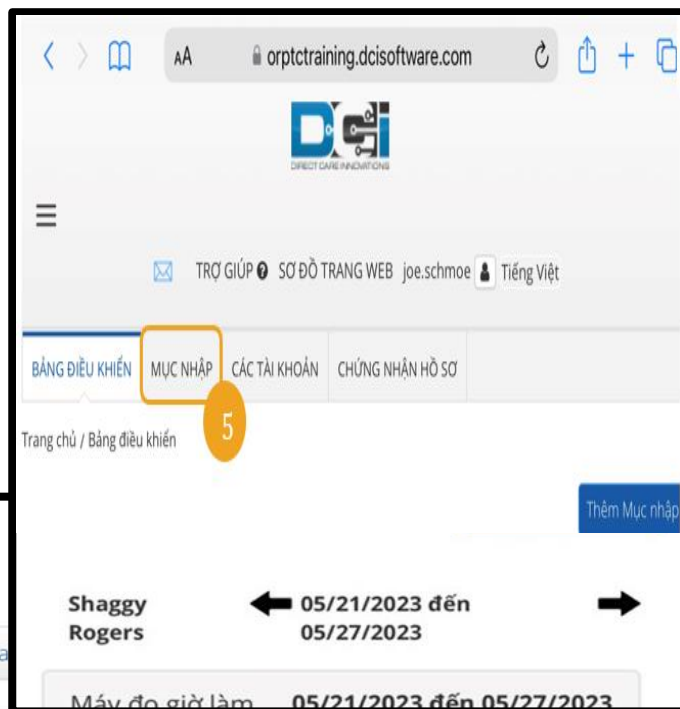 AA orptctraining.dcisoftware.com
DCi
DIRECT CARE INNOVATIONS
TRỢ GIÚP SƠ ĐỒ TRANG WEB joe.schmoe Tiếng Việt
BẢNG ĐIỀU KHIỂN MỤC NHẬP CÁC TÀI KHOẢN CHỨNG NHẬN HỒ SƠ
5
Trang chủ / Bảng điều khiển
Thêm Mục nhập
Shaggy 05/21/2023 đến
Rogers 05/27/2023
Máy đo giờ làm 05/21/2023 đến 05/27/2023